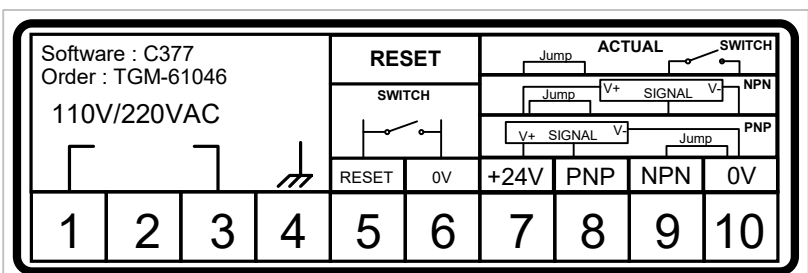 Software : C377
Order : TGM-61046
110V/220VAC
RESET
SWITCH
ACTUAL
Jump
SWITCH
Jump
V+
SIGNAL
V-
NPN
V+
SIGNAL
V-
Jump
PNP
RESET 0V +24V PNP NPN 0V
1 2 3 4 5 6 7 8 9 10